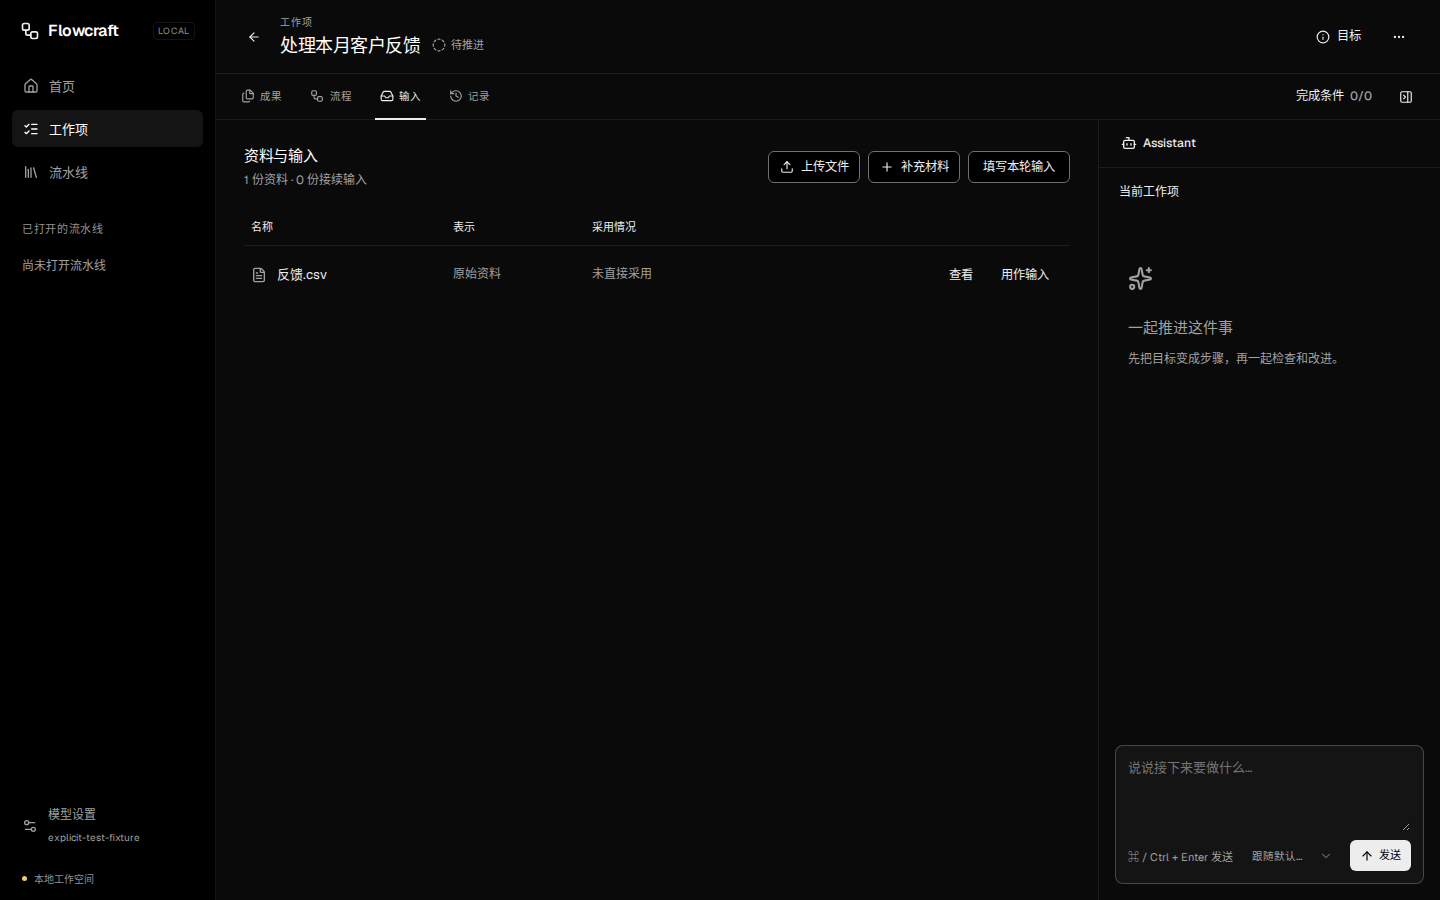 Flowcraft
LOCAL
首页
工作项
流水线
已打开的流水线
尚未打开流水线
模型设置
explicit-test-fixture
本地工作空间
工作项
处理本月客户反馈
待推进
目标
成果
流程
输入
记录
完成条件 0/0
资料与输入
1 份资料 · 0 份接续输入
上传文件
补充材料
填写本轮输入
名称
表示
采用情况
反馈.csv
原始资料
未直接采用
查看
用作输入
Assistant
当前工作项
一起推进这件事
先把目标变成步骤，再一起检查和改进。
说说接下来要做什么…
⌘ / Ctrl + Enter 发送
跟随默认…
发送